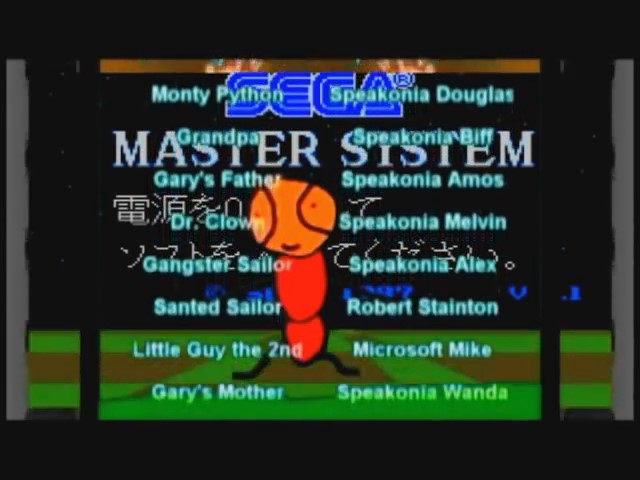 SEGA®
Monty Python Speakonia Douglas
MASTER SYSTEM
Grandpa Speakonia Biff
Gary's Father Speakonia Amos
電源を て
Dr. Clown Speakonia Melvin
ソフトを てください。
Gangster Sailor Speakonia Alex
©
Santed Sailor Robert Stainton
Little Guy the 2nd Microsoft Mike
Gary's Mother Speakonia Wanda